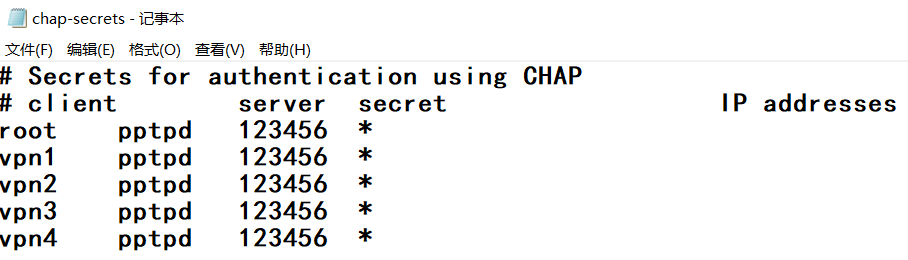 chap-secrets - 记事本
文件(F) 编辑(E) 格式(O) 查看(V) 帮助(H)
# Secrets for authentication using CHAP
# client server secret IP addresses
root pptpd 123456 *
vpn1 pptpd 123456 *
vpn2 pptpd 123456 *
vpn3 pptpd 123456 *
vpn4 pptpd 123456 *